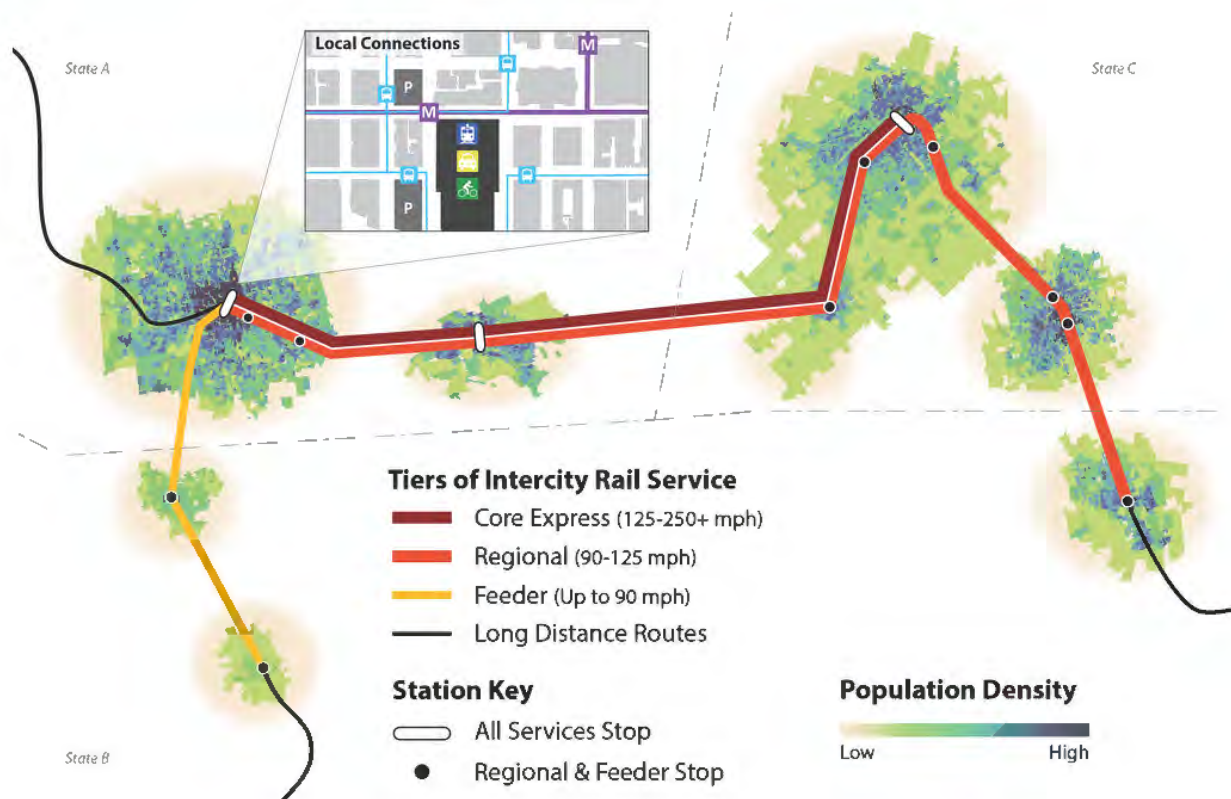 Local Connections
M
P
M
P
State A
State C
Tiers of Intercity Rail Service
Core Express (125-250+ mph)
Regional (90-125 mph)
Feeder (Up to 90 mph)
Long Distance Routes
Station Key
All Services Stop
Regional & Feeder Stop
Population Density
Low High
State B